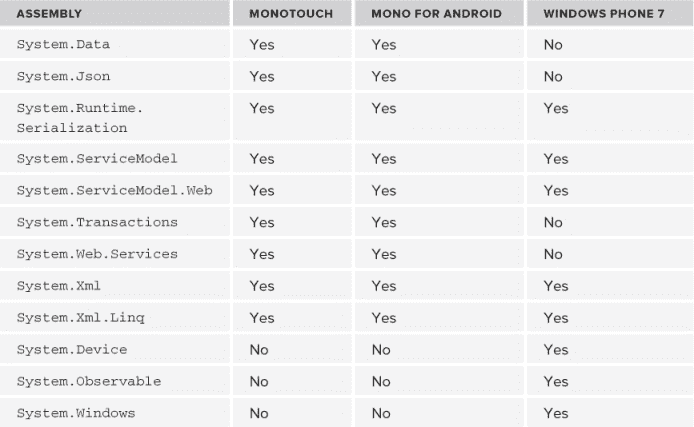 ASSEMBLY MONOTOUCH MONO FOR ANDROID WINDOWS PHONE 7
System.Data Yes Yes No
System.Json Yes Yes No
System.Runtime. Yes Yes Yes
Serialization
System.ServiceModel Yes Yes Yes
System.ServiceModel.Web Yes Yes Yes
System.Transactions Yes Yes No
System.Web.Services Yes Yes No
System.Xml Yes Yes Yes
System.Xml.Linq Yes Yes Yes
System.Device No No Yes
System.Observable No No Yes
System.Windows No No Yes